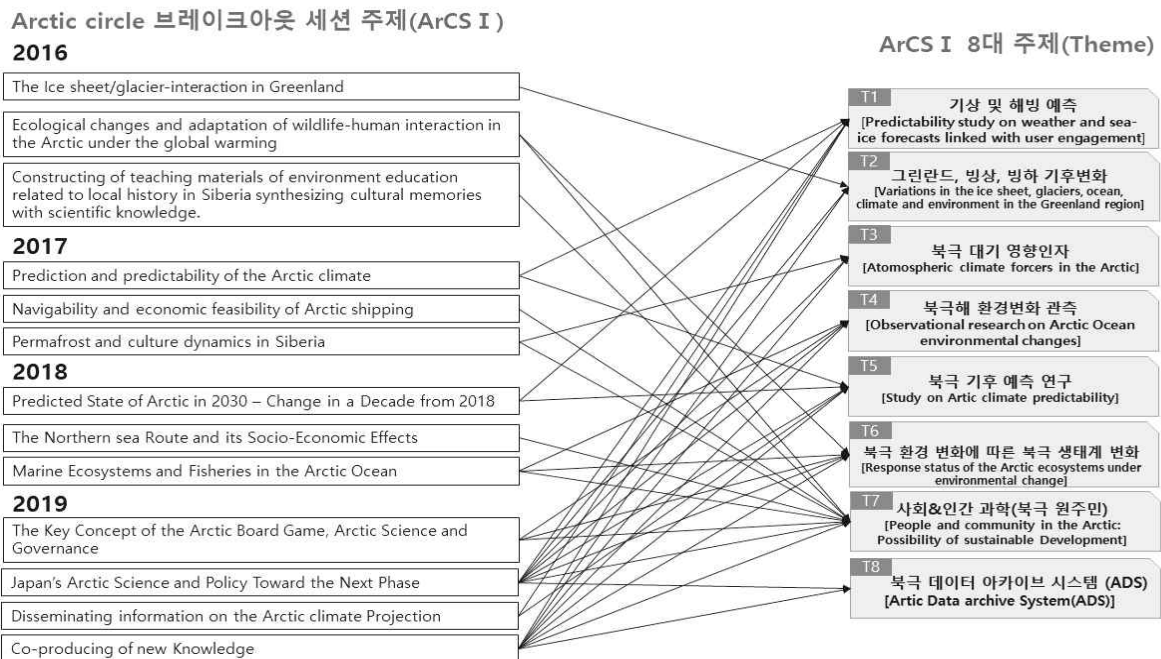 Arctic circle 브레이크아웃 세션 주제(ArCS I)
2016
The Ice sheet/glacier-interaction in Greenland
Ecological changes and adaptation of wildlife-human interaction in
the Arctic under the global warming
Constructing of teaching materials of environment education
related to local history in Siberia synthesizing cultural memories
with scientific knowledge.
2017
Prediction and predictability of the Arctic climate
Navigability and economic feasibility of Arctic shipping
Permafrost and culture dynamics in Siberia
2018
Predicted State of Arctic in 2030 – Change in a Decade from 2018
The Northern sea Route and its Socio-Economic Effects
Marine Ecosystems and Fisheries in the Arctic Ocean
2019
The Key Concept of the Arctic Board Game, Arctic Science and
Governance
Japan's Arctic Science and Policy Toward the Next Phase
Disseminating information on the Arctic climate Projection
Co-producing of new Knowledge
ArCS I 8대 주제(Theme)
T1
기상 및 해빙 예측
[Predictability study on weather and sea-
ice forecasts linked with user engagement]
T2
그린란드, 빙상, 빙하 기후변화
[Variations in the ice sheet, glaciers, ocean,
climate and environment in the Greenland region]
T3
북극 대기 영향인자
[Atomospheric climate forcers in the Arctic]
T4
북극해 환경변화 관측
[Observational research on Arctic Ocean
environmental changes]
T5
북극 기후 예측 연구
[Study on Artic climate predictability]
T6
북극 환경 변화에 따른 북극 생태계 변화
[Response status of the Arctic ecosystems under
environmental change]
T7
사회&인간 과학(북극 원주민)
[People and community in the Arctic:
Possibility of sustainable Development]
T8
북극 데이터 아카이브 시스템 (ADS)
[Artic Data archive System(ADS)]